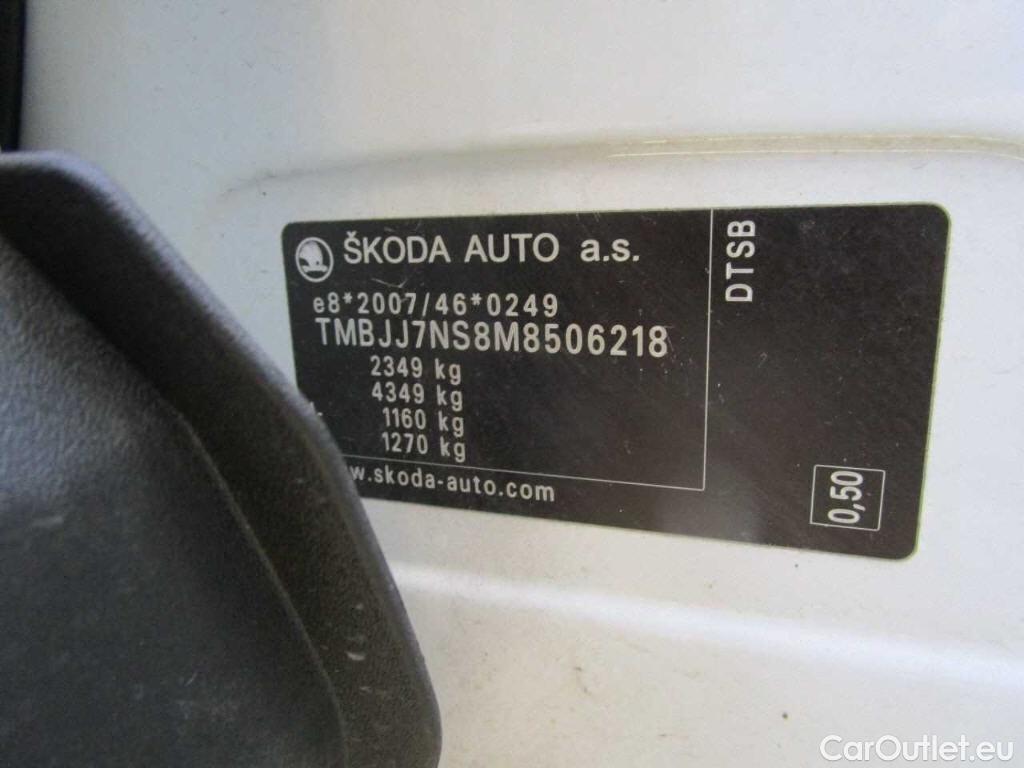 ŠKODA AUTO a.s.
e8*2007/46*0249
TMBJJ7NS8M8506218
2349 kg
4349 kg
1160 kg
1270 kg
w.skoda-auto.com
DTSB
0,50
CarOutlet.eu